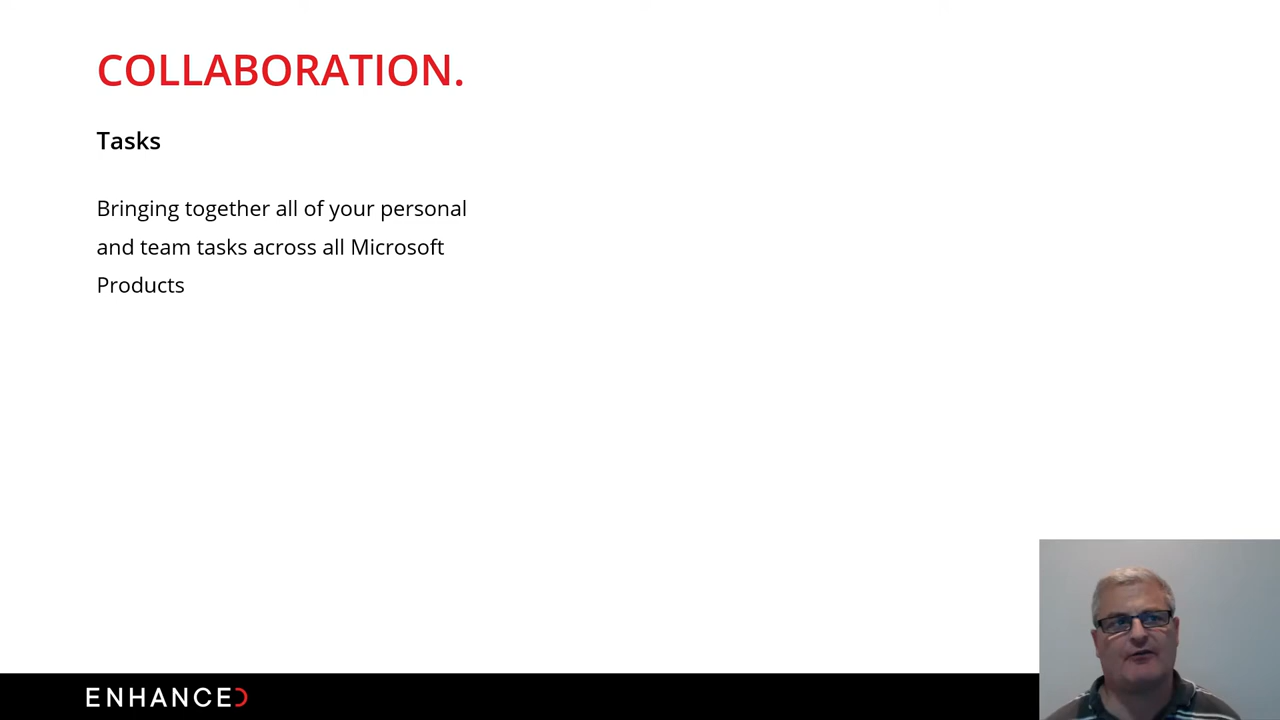 COLLABORATION.
Tasks
Bringing together all of your personal
and team tasks across all Microsoft
Products
ENHANCED